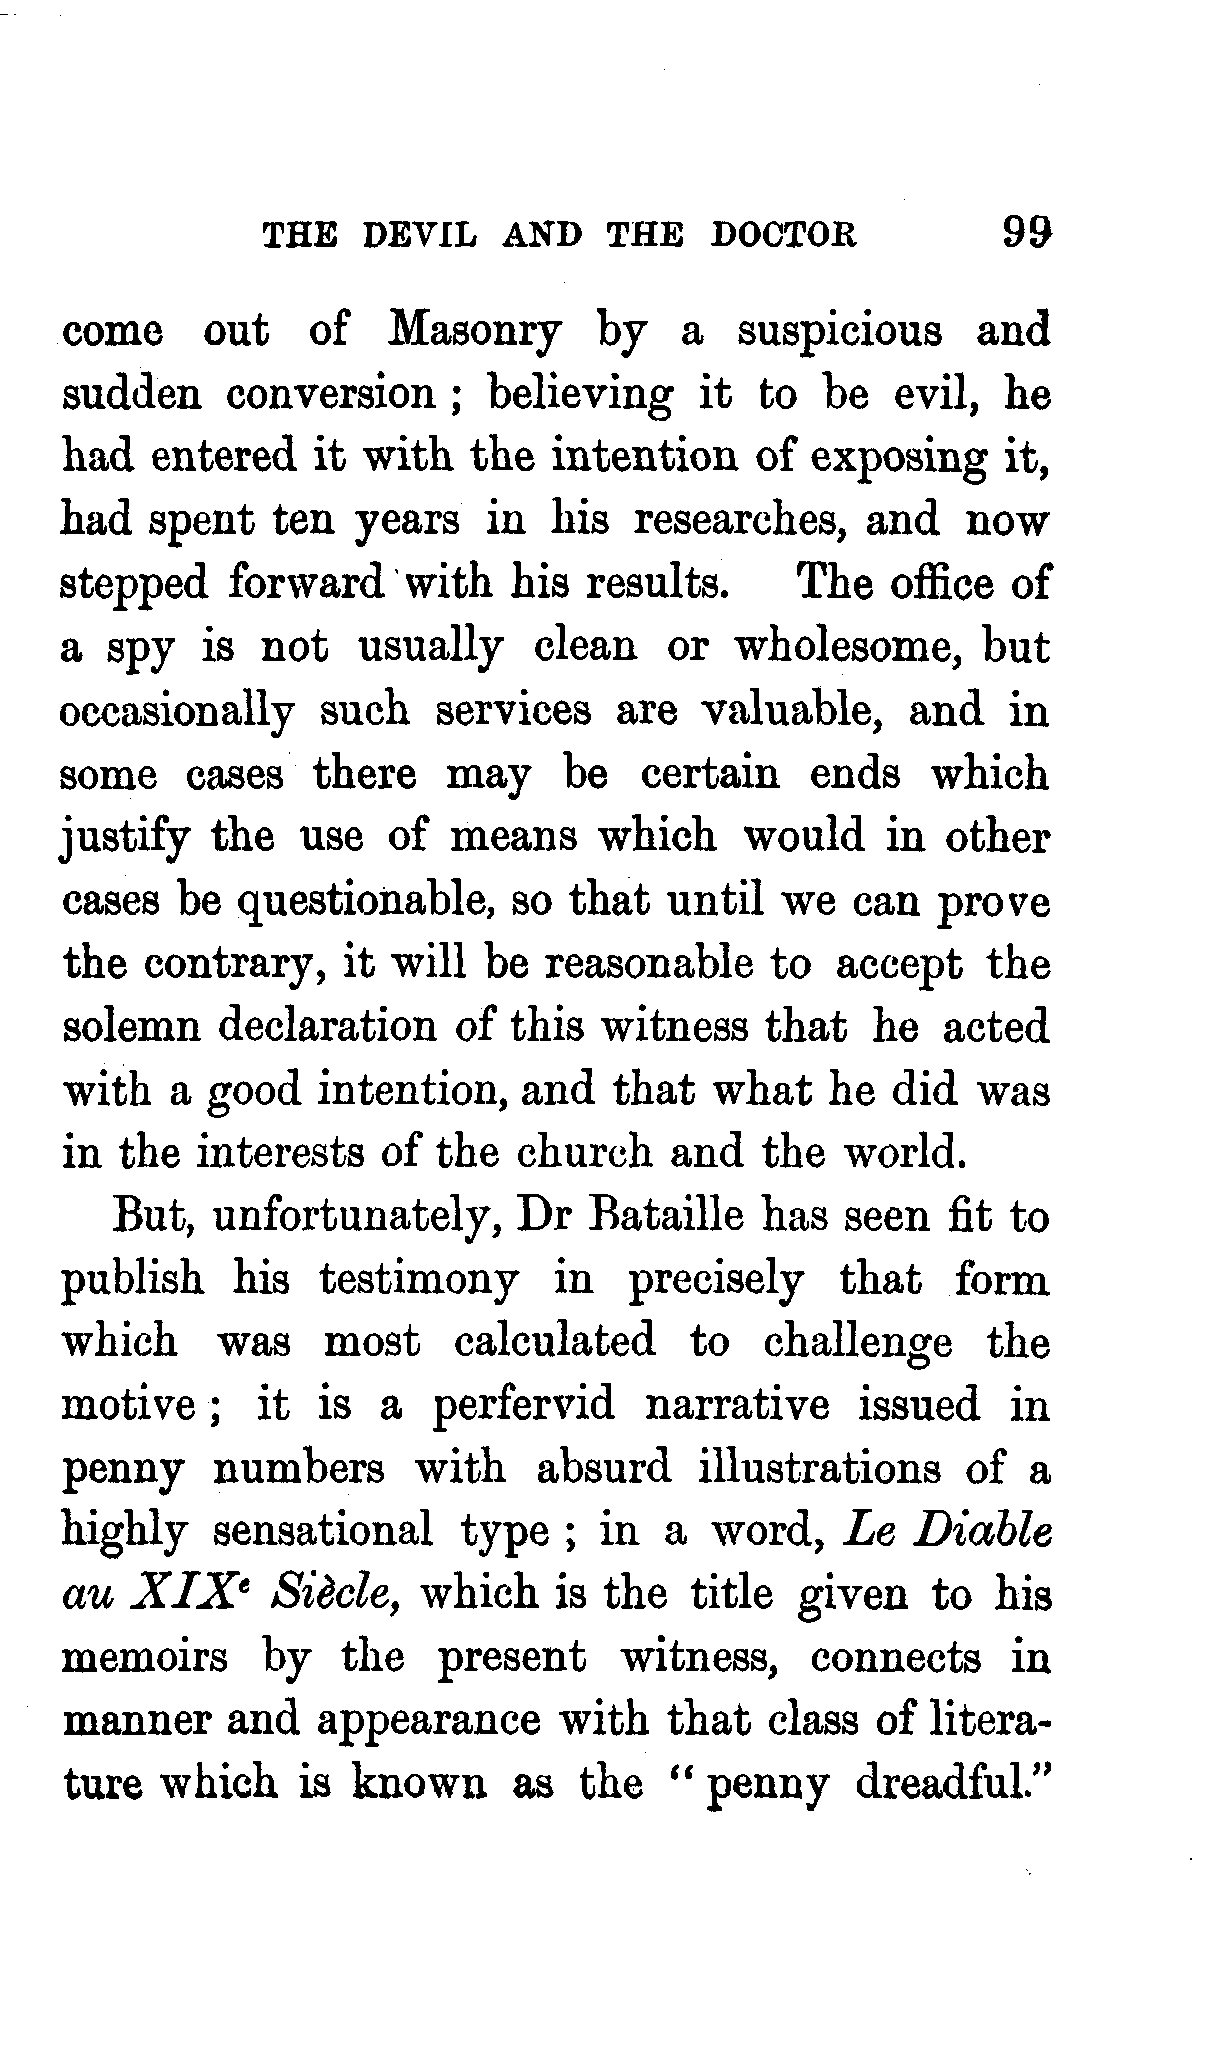 THE DEVIL AND THE DOCTOR 99
come out of Masonry by a suspicious and
sudden conversion ; believing it to be evil, he
had entered it with the intention of exposing it,
had spent ten years in his researches, and now
stepped forward with his results. The office of
a spy is not usually clean or wholesome, but
occasionally such services are valuable, and in
some cases there may be certain ends which
justify the use of means which would in other
cases be questionable, so that until we can prove
the contrary, it will be reasonable to accept the
solemn declaration of this witness that he acted
with a good intention, and that what he did was
in the interests of the church and the world.
But, unfortunately, Dr Bataille has seen fit to
publish his testimony in precisely that form
which was most calculated to challenge the
motive ; it is a perfervid narrative issued in
penny numbers with absurd illustrations of a
highly sensational type ; in a word, Le Diable
au XIXᵉ Siècle, which is the title given to his
memoirs by the present witness, connects in
manner and appearance with that class of litera-
ture which is known as the “ penny dreadful.”